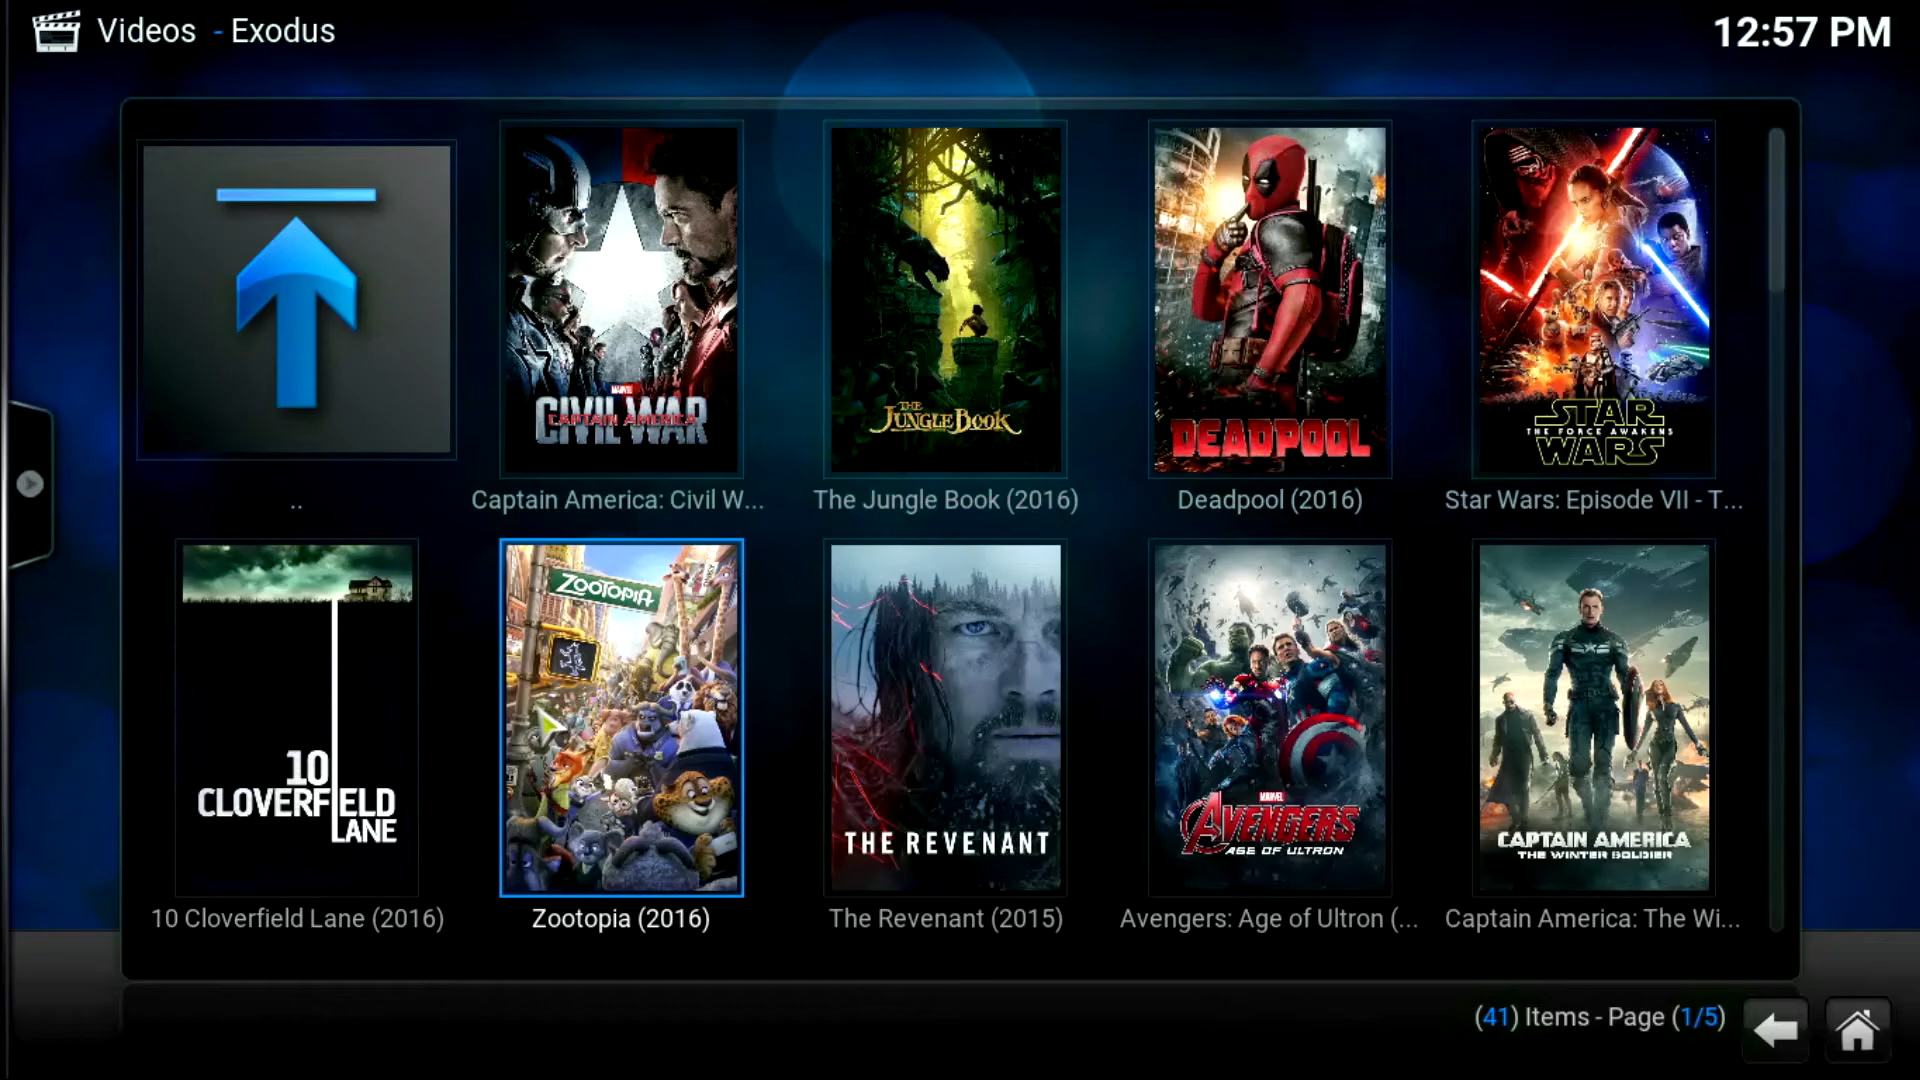 Videos - Exodus
12:57 PM
MARVEL
CIVIL WAR
CAPTAIN AMERICA
THE
JUNGLE BOOK
DEADPOOL
STAR
THE FORCE AWAKENS
WARS
..
Captain America: Civil W...
The Jungle Book (2016)
Deadpool (2016)
Star Wars: Episode VII - T...
10
CLOVERFIELD
LANE
ZOOTOPIA
THE REVENANT
MARVEL
AVENGERS
AGE OF ULTRON
CAPTAIN AMERICA
THE WINTER SOLDIER
10 Cloverfield Lane (2016)
Zootopia (2016)
The Revenant (2015)
Avengers: Age of Ultron (...
Captain America: The Wi...
(41) Items - Page (1/5)